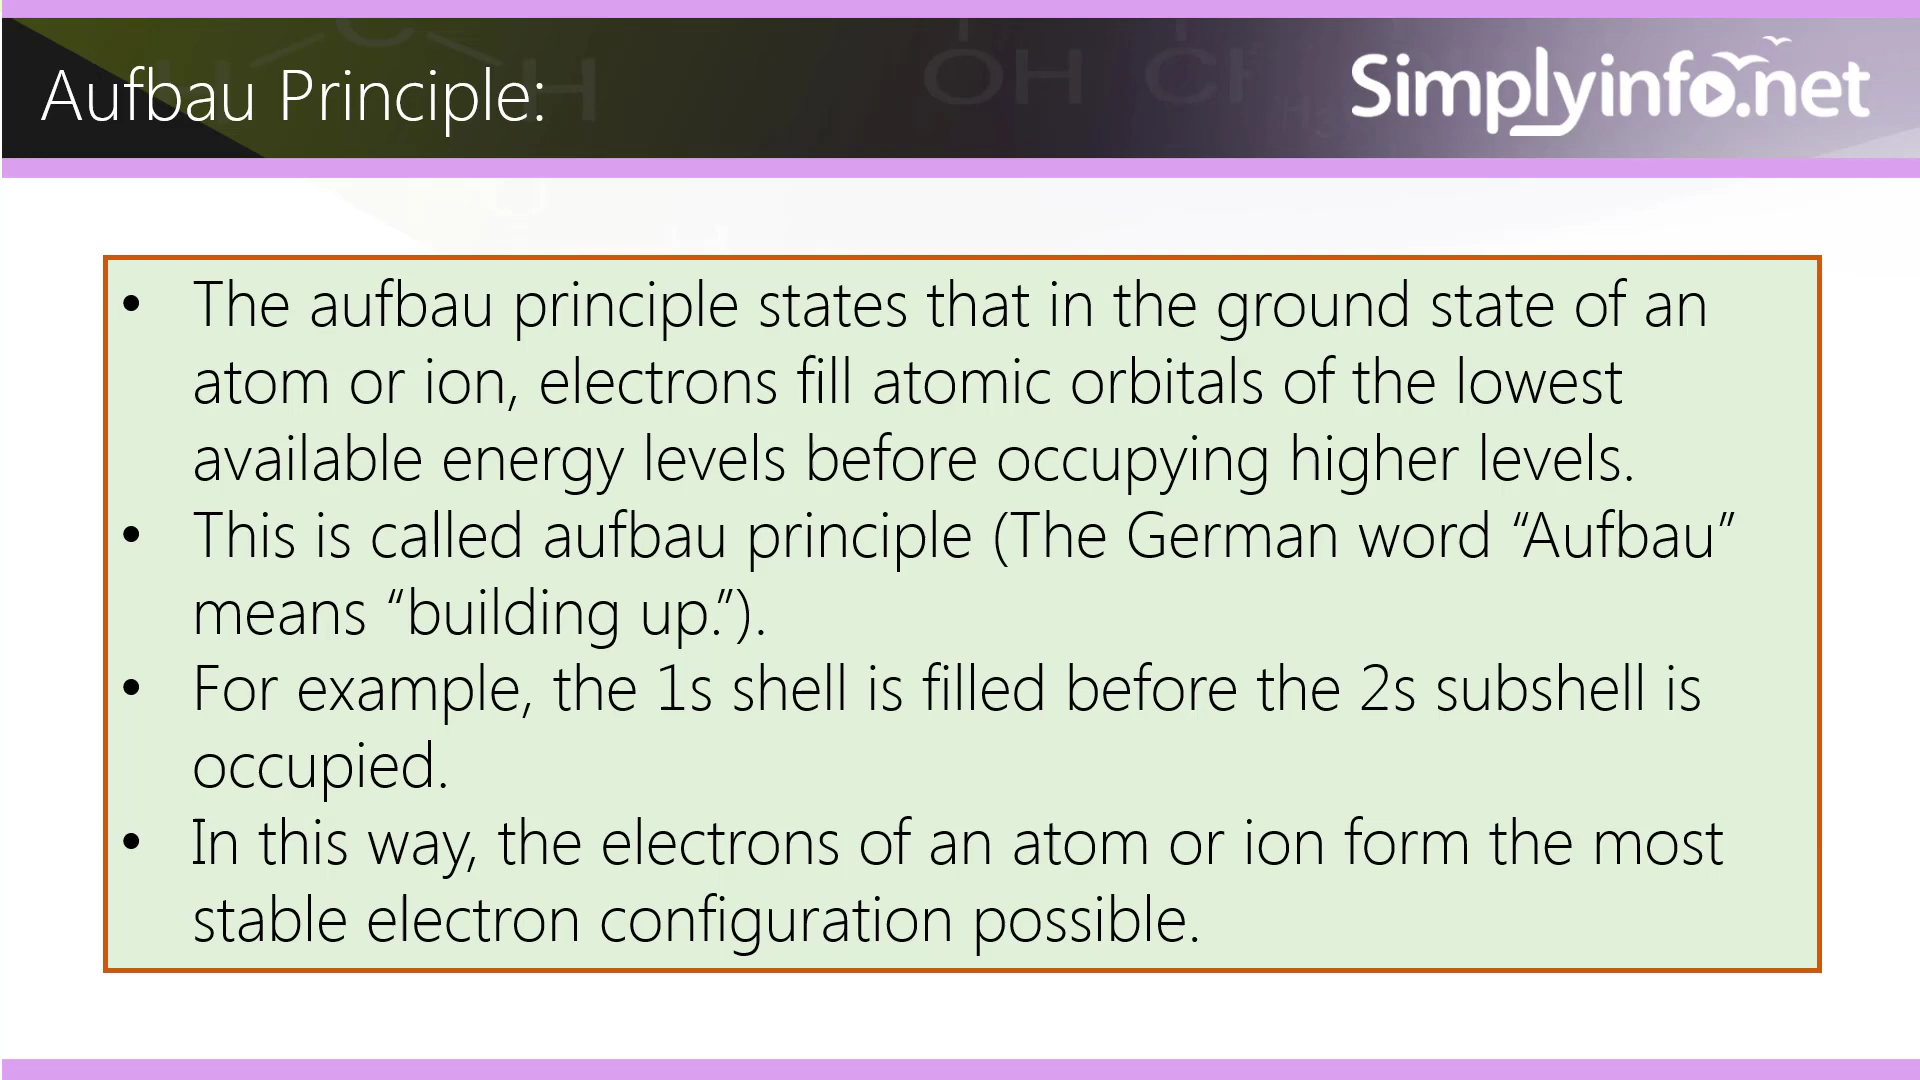 Aufbau Principle:
Simplyinfo.net
• The aufbau principle states that in the ground state of an
atom or ion, electrons fill atomic orbitals of the lowest
available energy levels before occupying higher levels.
• This is called aufbau principle (The German word “Aufbau”
means “building up.”).
• For example, the 1s shell is filled before the 2s subshell is
occupied.
• In this way, the electrons of an atom or ion form the most
stable electron configuration possible.